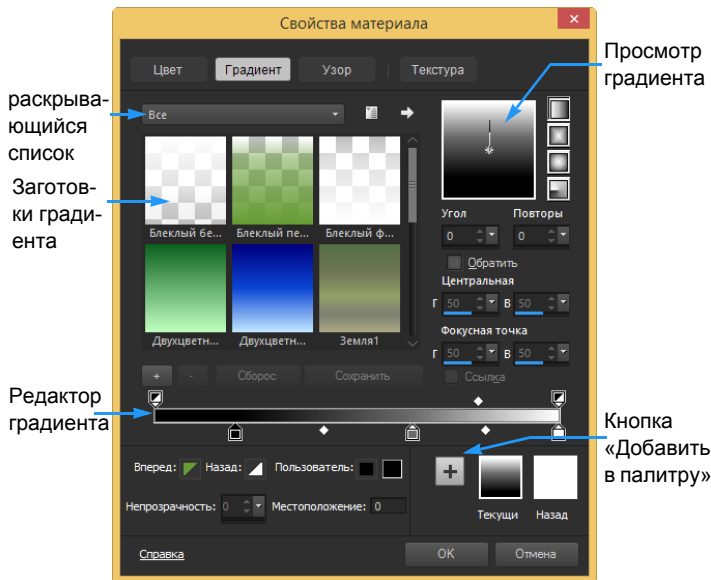 Свойства материала
×
Цвет
Градиент
Узор
Текстура
Просмотр
градиента
раскрыва-
ющийся
список
Все
Заготов-
ки гради-
ента
Блеклый бе...
Блеклый пе...
Блеклый ф...
Двухцветн...
Двухцветн...
Земля1
Угол
Повторы
0
0
Обратить
Центральная
Г 50
В 50
Фокусная точка
Г 50
В 50
Ссылка
+
-
Сброс
Сохранить
Редактор
градиента
Кнопка
«Добавить
в палитру»
Вперед:
Назад:
Пользователь:
Непрозрачность: 0
Местоположение: 0
+
Текущи
Назад
Справка
OK
Отмена